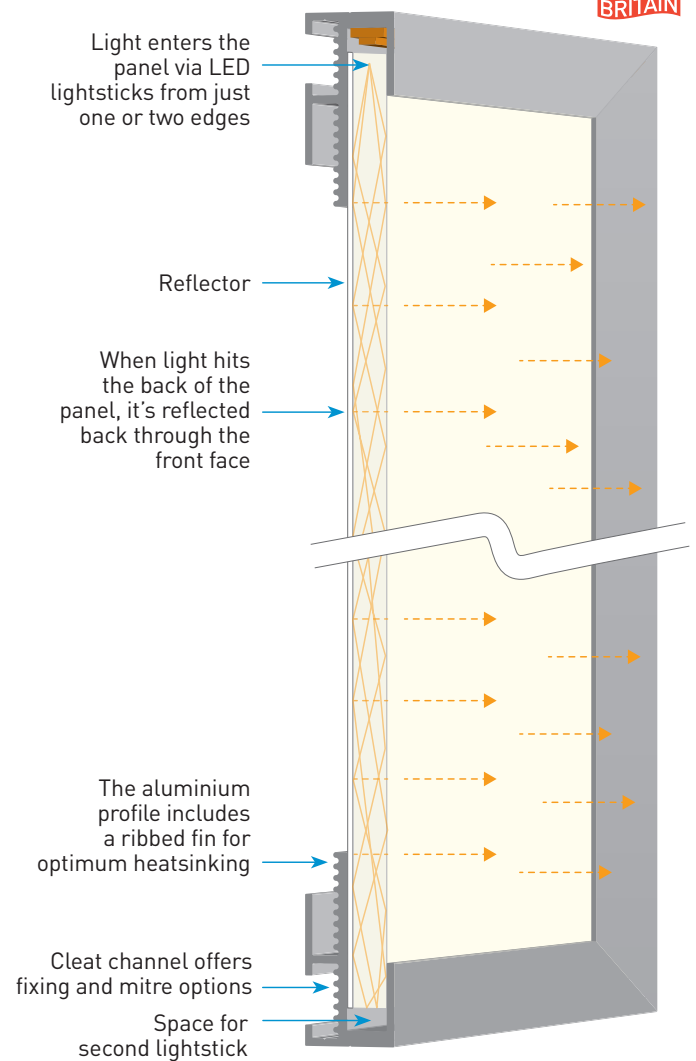 BRITAIN
Light enters the
panel via LED
lightsticks from just
one or two edges
Reflector
When light hits
the back of the
panel, it’s reflected
back through the
front face
The aluminium
profile includes
a ribbed fin for
optimum heatsinking
Cleat channel offers
fixing and mitre options
Space for
second lightstick